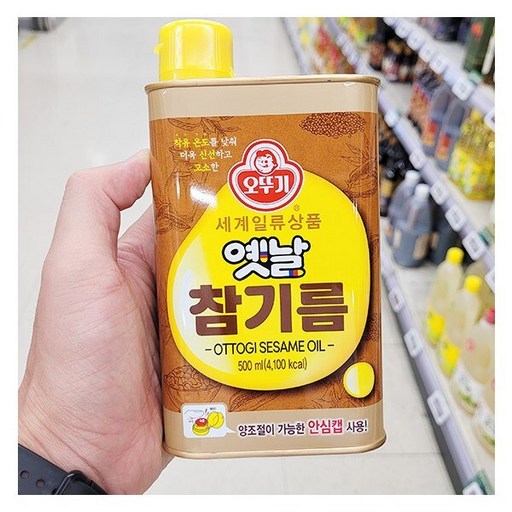 착유 온도를 낮춰
더욱 신선하고
고소한
오뚜기
®
세계일류상품
옛날
참기름
- OTTOGI SESAME OIL -
500 ml(4,100 kcal)
양조절이 가능한 안심캡 사용!